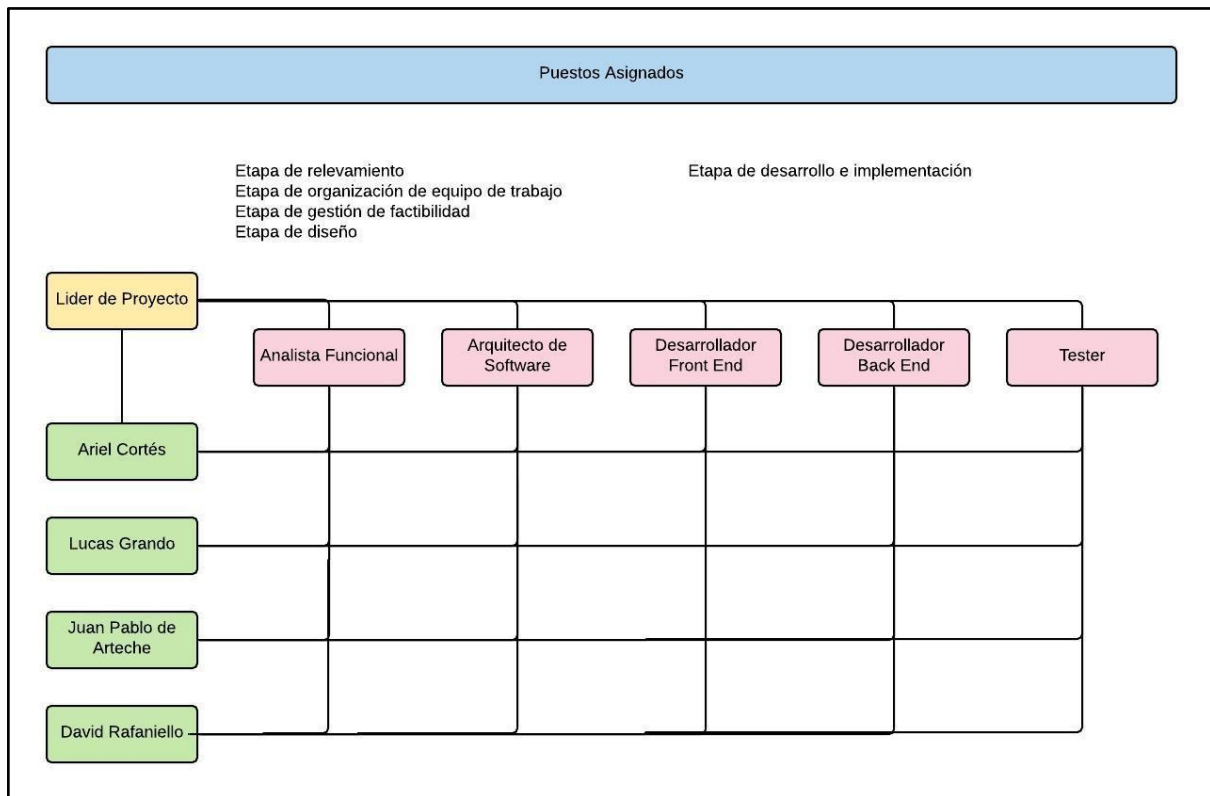 Puestos Asignados
Etapa de relevamiento
Etapa de organización de equipo de trabajo
Etapa de gestión de factibilidad
Etapa de diseño
Etapa de desarrollo e implementación
Lider de Proyecto
Analista Funcional
Arquitecto de
Software
Desarrollador
Front End
Desarrollador
Back End
Tester
Ariel Cortés
Lucas Grando
Juan Pablo de
Arteche
David Rafaniello